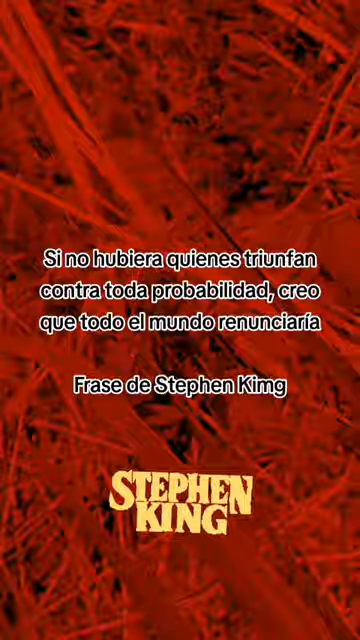 Si no hubiera quienes triunfan
contra toda probabilidad, creo
que todo el mundo renunciaría
Frase de Stephen Kimg
STEPHEN
KING